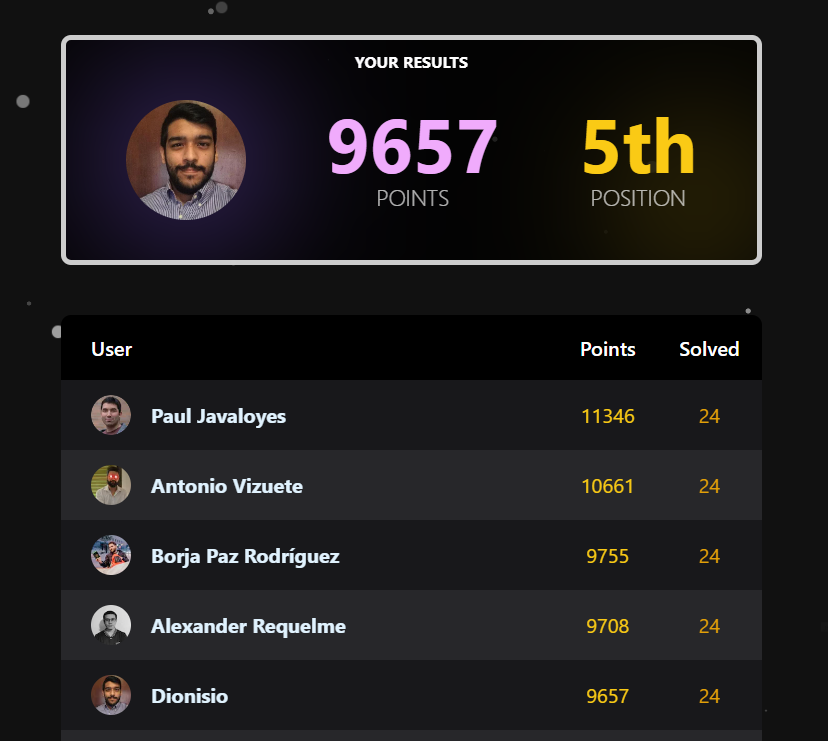 YOUR RESULTS
9657 5th
POINTS POSITION
User Points Solved
Paul Javaloyes 11346 24
Antonio Vizuete 10661 24
Borja Paz Rodríguez 9755 24
Alexander Requelme 9708 24
Dionisio 9657 24